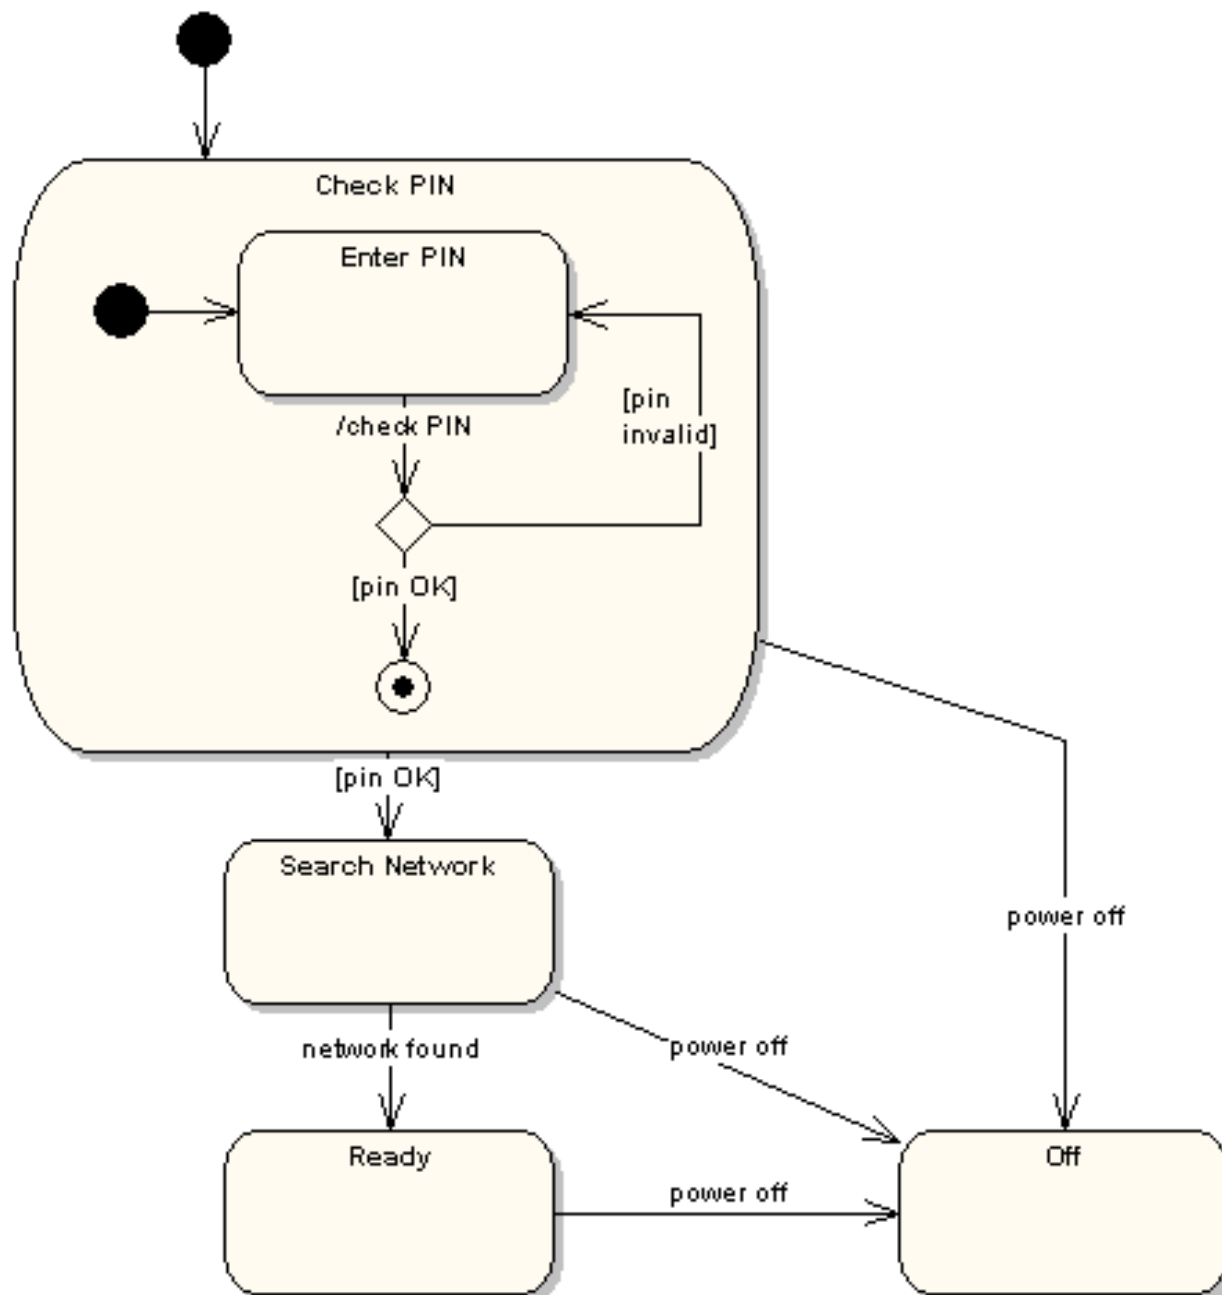 Check PIN
Enter PIN
/check PIN
[pin
invalid]
[pin OK]
[pin OK]
Search Network
power off
network found
power off
Ready
Off
power off